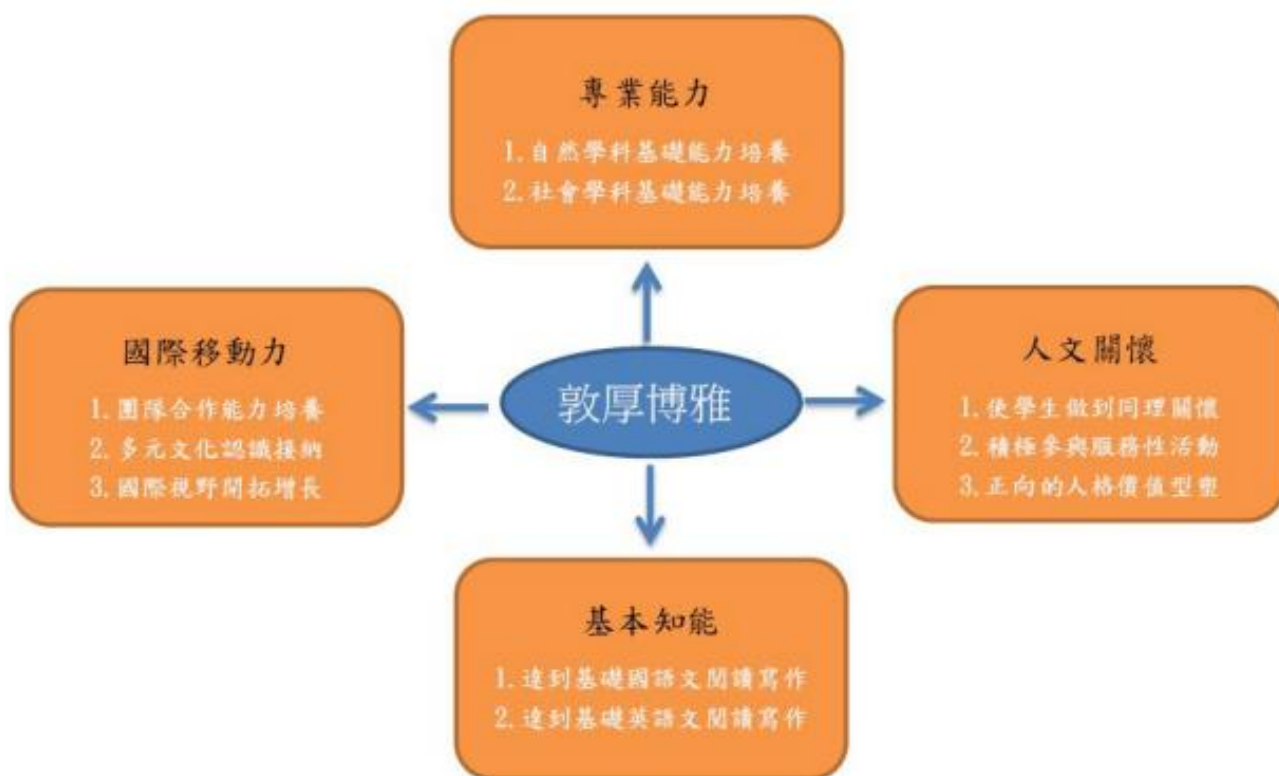 專業能力
1.自然學科基礎能力培養
2.社會學科基礎能力培養
國際移動力
1.團隊合作能力培養
2.多元文化認識接納
3.國際視野開拓增長
敦厚博雅
人文關懷
1.使學生做到同理關懷
2.積極參與服務性活動
3.正向的人格價值型塑
基本知能
1.達到基礎國語文閱讀寫作
2.達到基礎英語文閱讀寫作